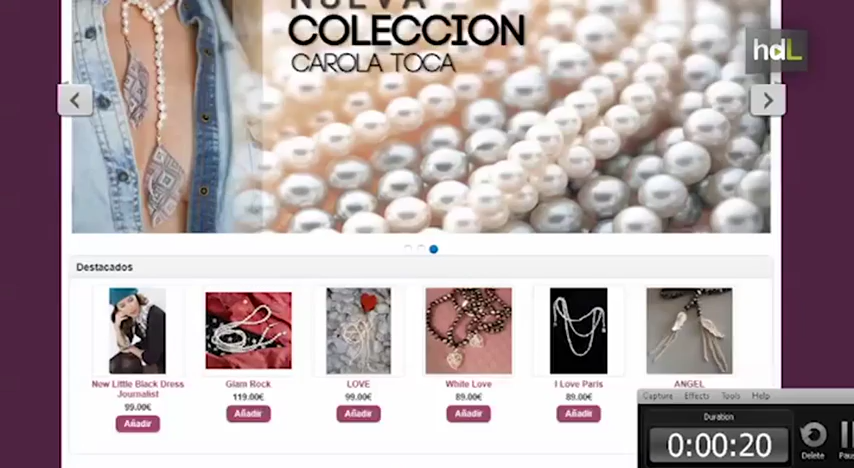 NUEVA
COLECCION
CAROLA TOCA
hdL
Destacados
New Little Black Dress
Journalist
99.00€
Añadir
Glam Rock
119.00€
Añadir
LOVE
99.00€
Añadir
White Love
89.00€
Añadir
I Love Paris
89.00€
Añadir
ANGEL
Capture Effects Tools Help
Duration
0:00:20
Delete
Paus